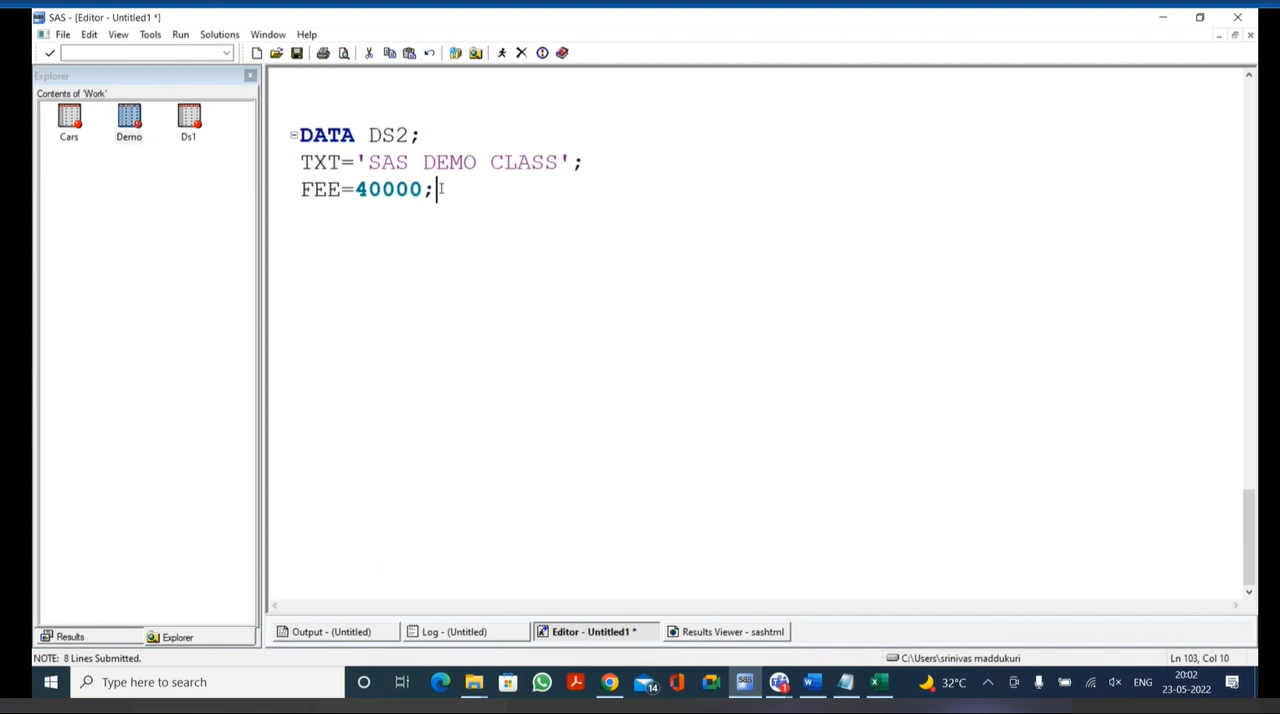 SAS - [Editor - Untitled1 *]
File Edit View Tools Run Solutions Window Help
Explorer
Contents of 'Work'
Cars Demo Ds1
DATA DS2;
TXT='SAS DEMO CLASS';
FEE=40000;
Results Explorer
Output - (Untitled) Log - (Untitled) Editor - Untitled1 * Results Viewer - sashtml
NOTE: 8 Lines Submitted. C:\Users\srinivas maddukuri Ln 103, Col 10
Type here to search 14 sas 32°C ENG 20:02
23-05-2022